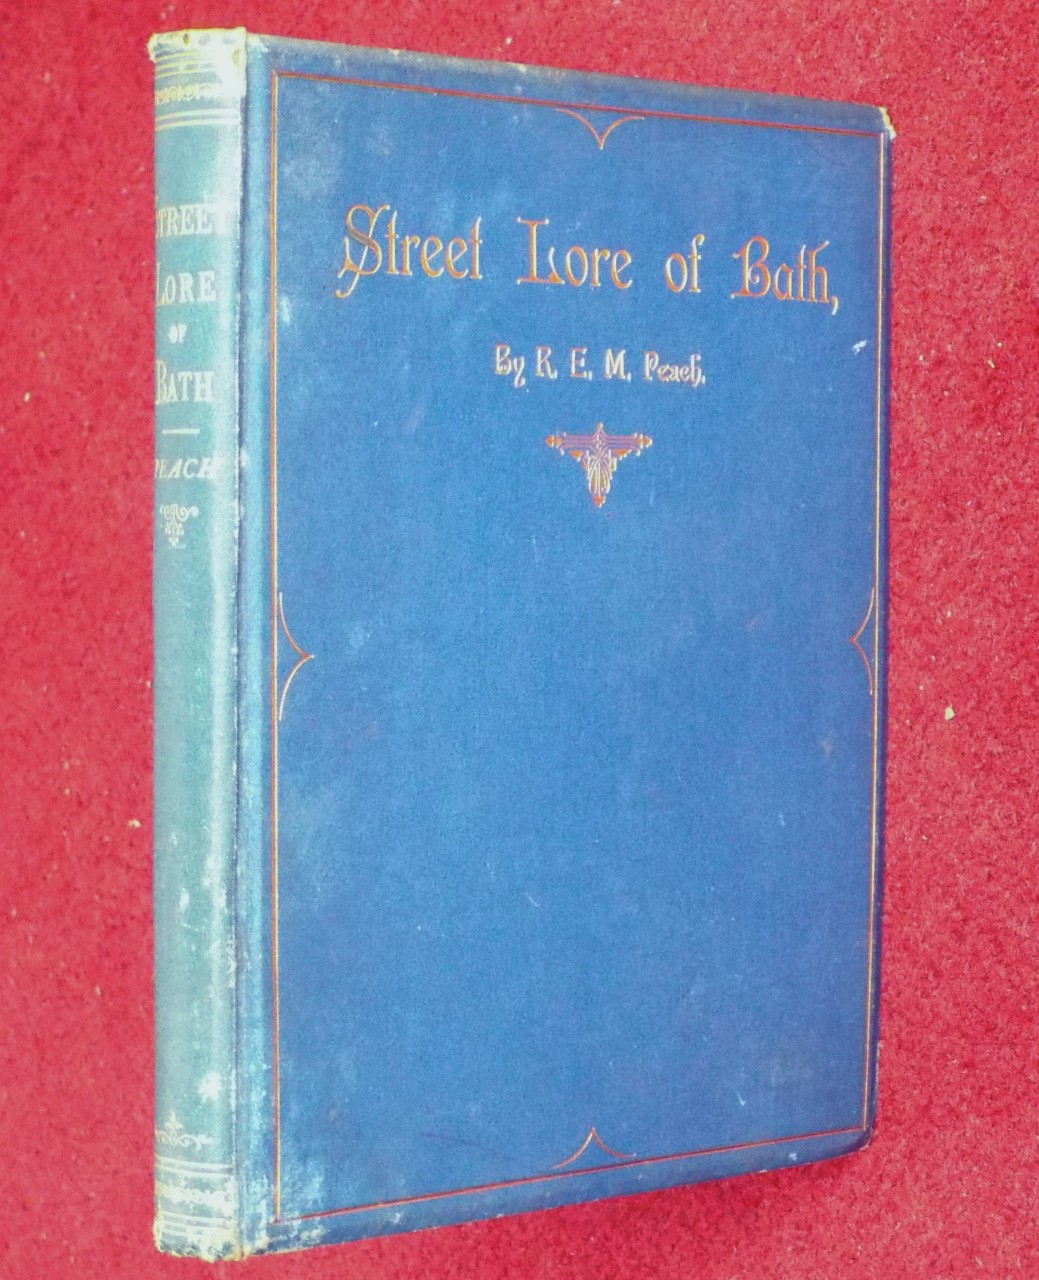 STREET
LORE
OF
BATH
PEACH
Street Lore of Bath,
By R. E. M. Peach.